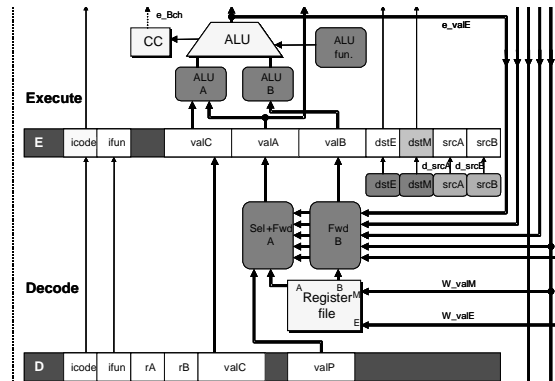 e_Bch
e_valE
CC
ALU
ALU
fun.
ALU
A
ALU
B
Execute
E
icode
ifun
valC
valA
valB
dstE
dstM
srcA
srcB
d_srcA
d_srcB
dstE
dstM
srcA
srcB
Sel+Fwd
A
Fwd
B
Decode
A
B
M
Register
file
E
W_valM
W_valE
D
icode
ifun
rA
rB
valC
valP